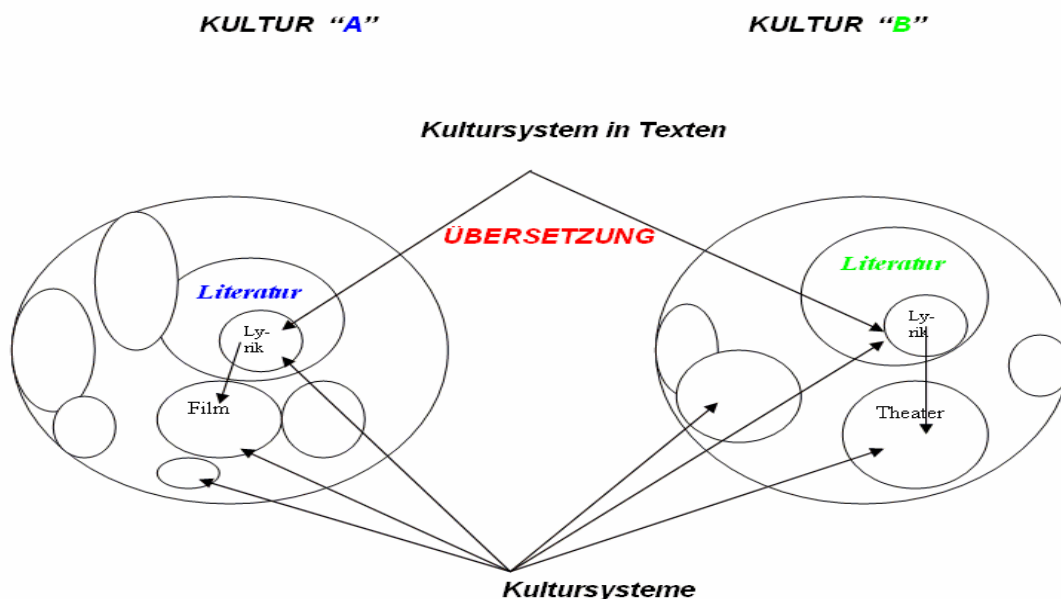 KULTUR “A”
KULTUR “B”
Kultursystem in Texten
ÜBERSETZUNG
Literatur
Ly-
rik
Film
Literatur
Ly-
rik
Theater
Kultursysteme